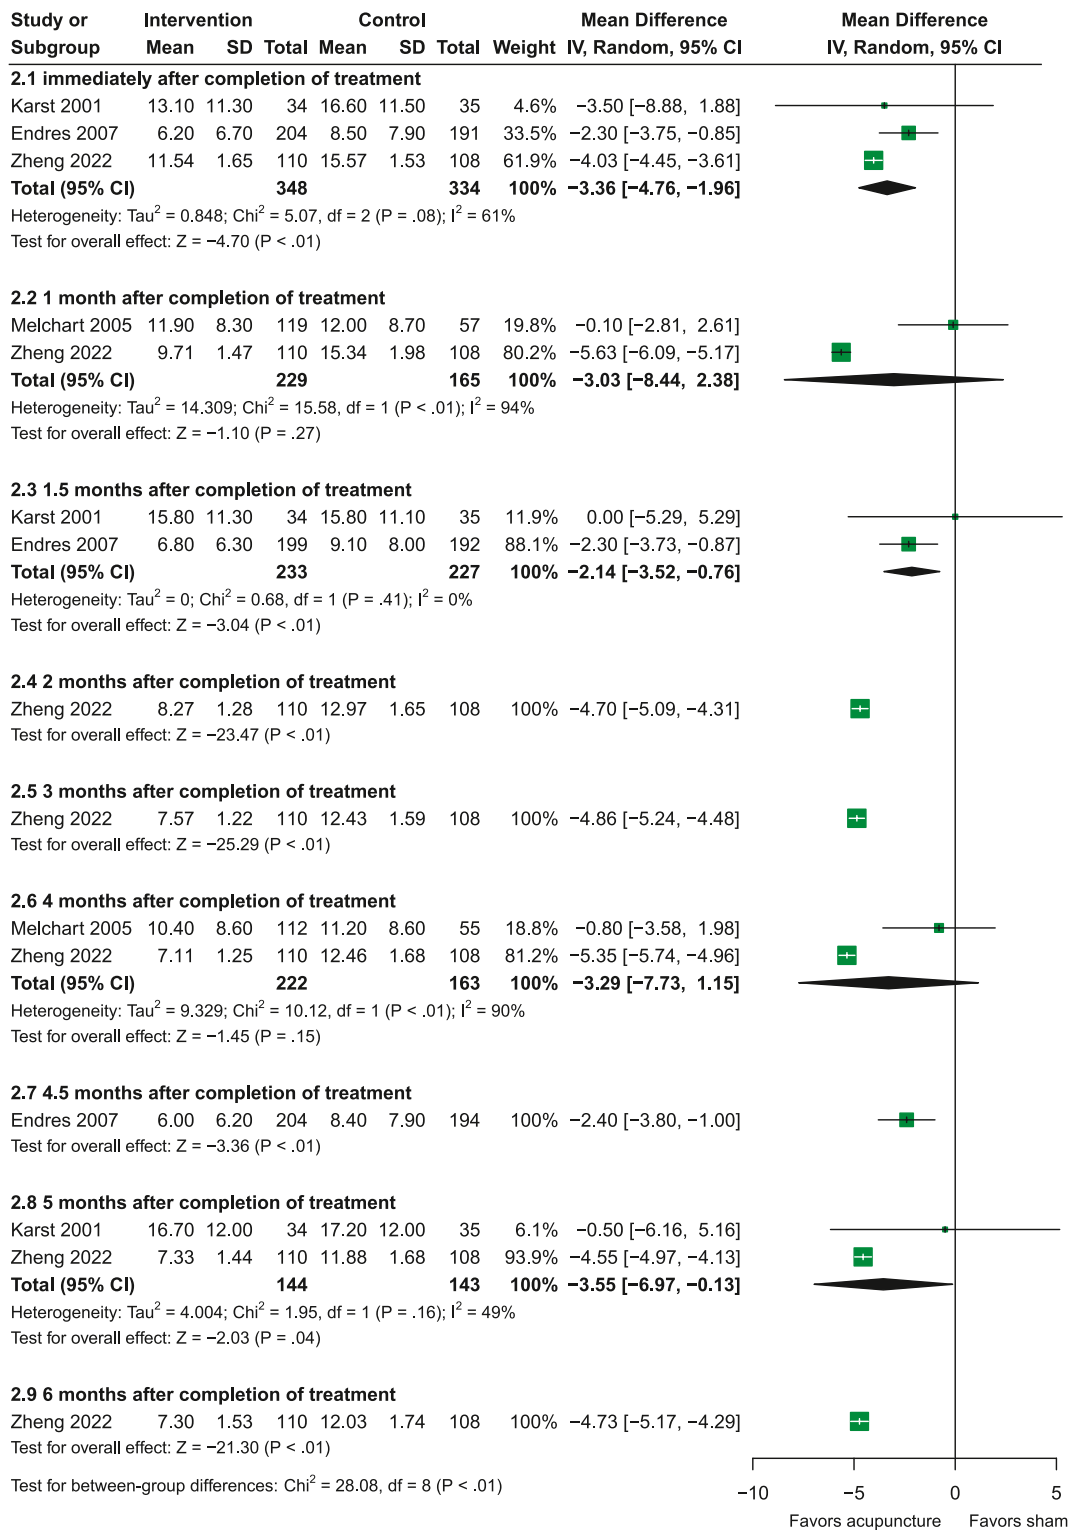 Study or Intervention Control Mean Difference Mean Difference
Subgroup Mean SD Total Mean SD Total Weight IV, Random, 95% CI IV, Random, 95% CI
2.1 immediately after completion of treatment
Karst 2001 13.10 11.30 34 16.60 11.50 35 4.6% −3.50 [−8.88, 1.88]
Endres 2007 6.20 6.70 204 8.50 7.90 191 33.5% −2.30 [−3.75, −0.85]
Zheng 2022 11.54 1.65 110 15.57 1.53 108 61.9% −4.03 [−4.45, −3.61]
Total (95% CI) 348 334 100% −3.36 [−4.76, −1.96]
Heterogeneity: Tau² = 0.848; Chi² = 5.07, df = 2 (P = .08); I² = 61%
Test for overall effect: Z = −4.70 (P < .01)
2.2 1 month after completion of treatment
Melchart 2005 11.90 8.30 119 12.00 8.70 57 19.8% −0.10 [−2.81, 2.61]
Zheng 2022 9.71 1.47 110 15.34 1.98 108 80.2% −5.63 [−6.09, −5.17]
Total (95% CI) 229 165 100% −3.03 [−8.44, 2.38]
Heterogeneity: Tau² = 14.309; Chi² = 15.58, df = 1 (P < .01); I² = 94%
Test for overall effect: Z = −1.10 (P = .27)
2.3 1.5 months after completion of treatment
Karst 2001 15.80 11.30 34 15.80 11.10 35 11.9% 0.00 [−5.29, 5.29]
Endres 2007 6.80 6.30 199 9.10 8.00 192 88.1% −2.30 [−3.73, −0.87]
Total (95% CI) 233 227 100% −2.14 [−3.52, −0.76]
Heterogeneity: Tau² = 0; Chi² = 0.68, df = 1 (P = .41); I² = 0%
Test for overall effect: Z = −3.04 (P < .01)
2.4 2 months after completion of treatment
Zheng 2022 8.27 1.28 110 12.97 1.65 108 100% −4.70 [−5.09, −4.31]
Test for overall effect: Z = −23.47 (P < .01)
2.5 3 months after completion of treatment
Zheng 2022 7.57 1.22 110 12.43 1.59 108 100% −4.86 [−5.24, −4.48]
Test for overall effect: Z = −25.29 (P < .01)
2.6 4 months after completion of treatment
Melchart 2005 10.40 8.60 112 11.20 8.60 55 18.8% −0.80 [−3.58, 1.98]
Zheng 2022 7.11 1.25 110 12.46 1.68 108 81.2% −5.35 [−5.74, −4.96]
Total (95% CI) 222 163 100% −3.29 [−7.73, 1.15]
Heterogeneity: Tau² = 9.329; Chi² = 10.12, df = 1 (P < .01); I² = 90%
Test for overall effect: Z = −1.45 (P = .15)
2.7 4.5 months after completion of treatment
Endres 2007 6.00 6.20 204 8.40 7.90 194 100% −2.40 [−3.80, −1.00]
Test for overall effect: Z = −3.36 (P < .01)
2.8 5 months after completion of treatment
Karst 2001 16.70 12.00 34 17.20 12.00 35 6.1% −0.50 [−6.16, 5.16]
Zheng 2022 7.33 1.44 110 11.88 1.68 108 93.9% −4.55 [−4.97, −4.13]
Total (95% CI) 144 143 100% −3.55 [−6.97, −0.13]
Heterogeneity: Tau² = 4.004; Chi² = 1.95, df = 1 (P = .16); I² = 49%
Test for overall effect: Z = −2.03 (P = .04)
2.9 6 months after completion of treatment
Zheng 2022 7.30 1.53 110 12.03 1.74 108 100% −4.73 [−5.17, −4.29]
Test for overall effect: Z = −21.30 (P < .01)
Test for between-group differences: Chi² = 28.08, df = 8 (P < .01)
−10 −5 0 5
Favors acupuncture Favors sham